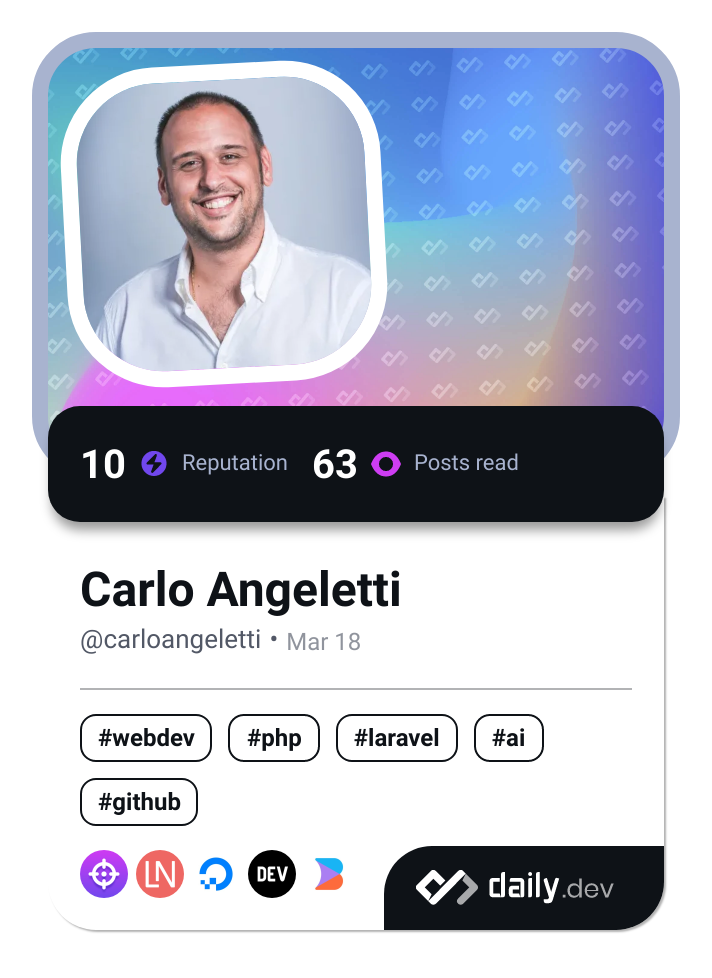 10 Reputation 63 Posts read
Carlo Angeletti
@carloangeletti • Mar 18
#webdev #php #laravel #ai
#github
LN DEV daily.dev